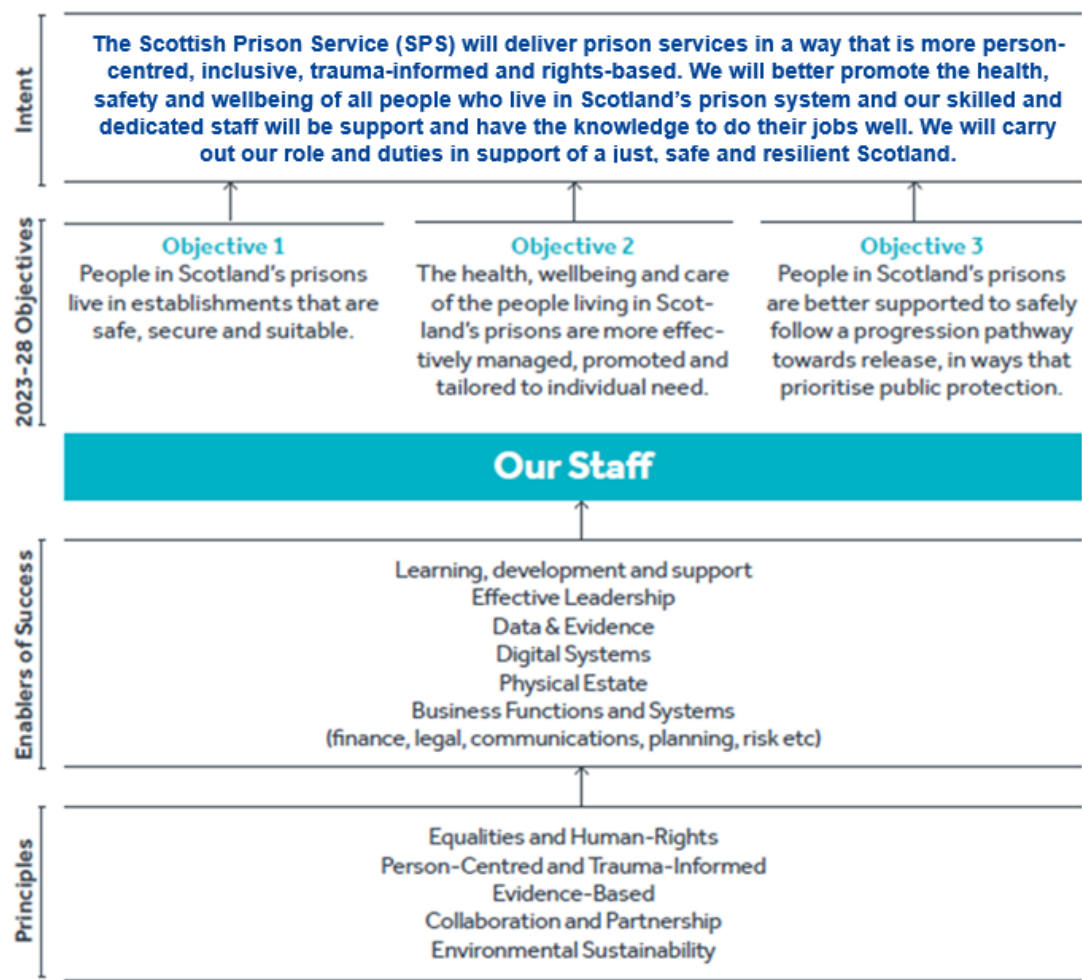 Intent
The Scottish Prison Service (SPS) will deliver prison services in a way that is more person-
centred, inclusive, trauma-informed and rights-based. We will better promote the health,
safety and wellbeing of all people who live in Scotland's prison system and our skilled and
dedicated staff will be support and have the knowledge to do their jobs well. We will carry
out our role and duties in support of a just, safe and resilient Scotland.
2023-28 Objectives
Objective 1
People in Scotland's prisons
live in establishments that are
safe, secure and suitable.
Objective 2
The health, wellbeing and care
of the people living in Scot-
land's prisons are more effec-
tively managed, promoted and
tailored to individual need.
Objective 3
People in Scotland's prisons
are better supported to safely
follow a progression pathway
towards release, in ways that
prioritise public protection.
Our Staff
Enablers of Success
Learning, development and support
Effective Leadership
Data & Evidence
Digital Systems
Physical Estate
Business Functions and Systems
(finance, legal, communications, planning, risk etc)
Principles
Equalities and Human-Rights
Person-Centred and Trauma-Informed
Evidence-Based
Collaboration and Partnership
Environmental Sustainability